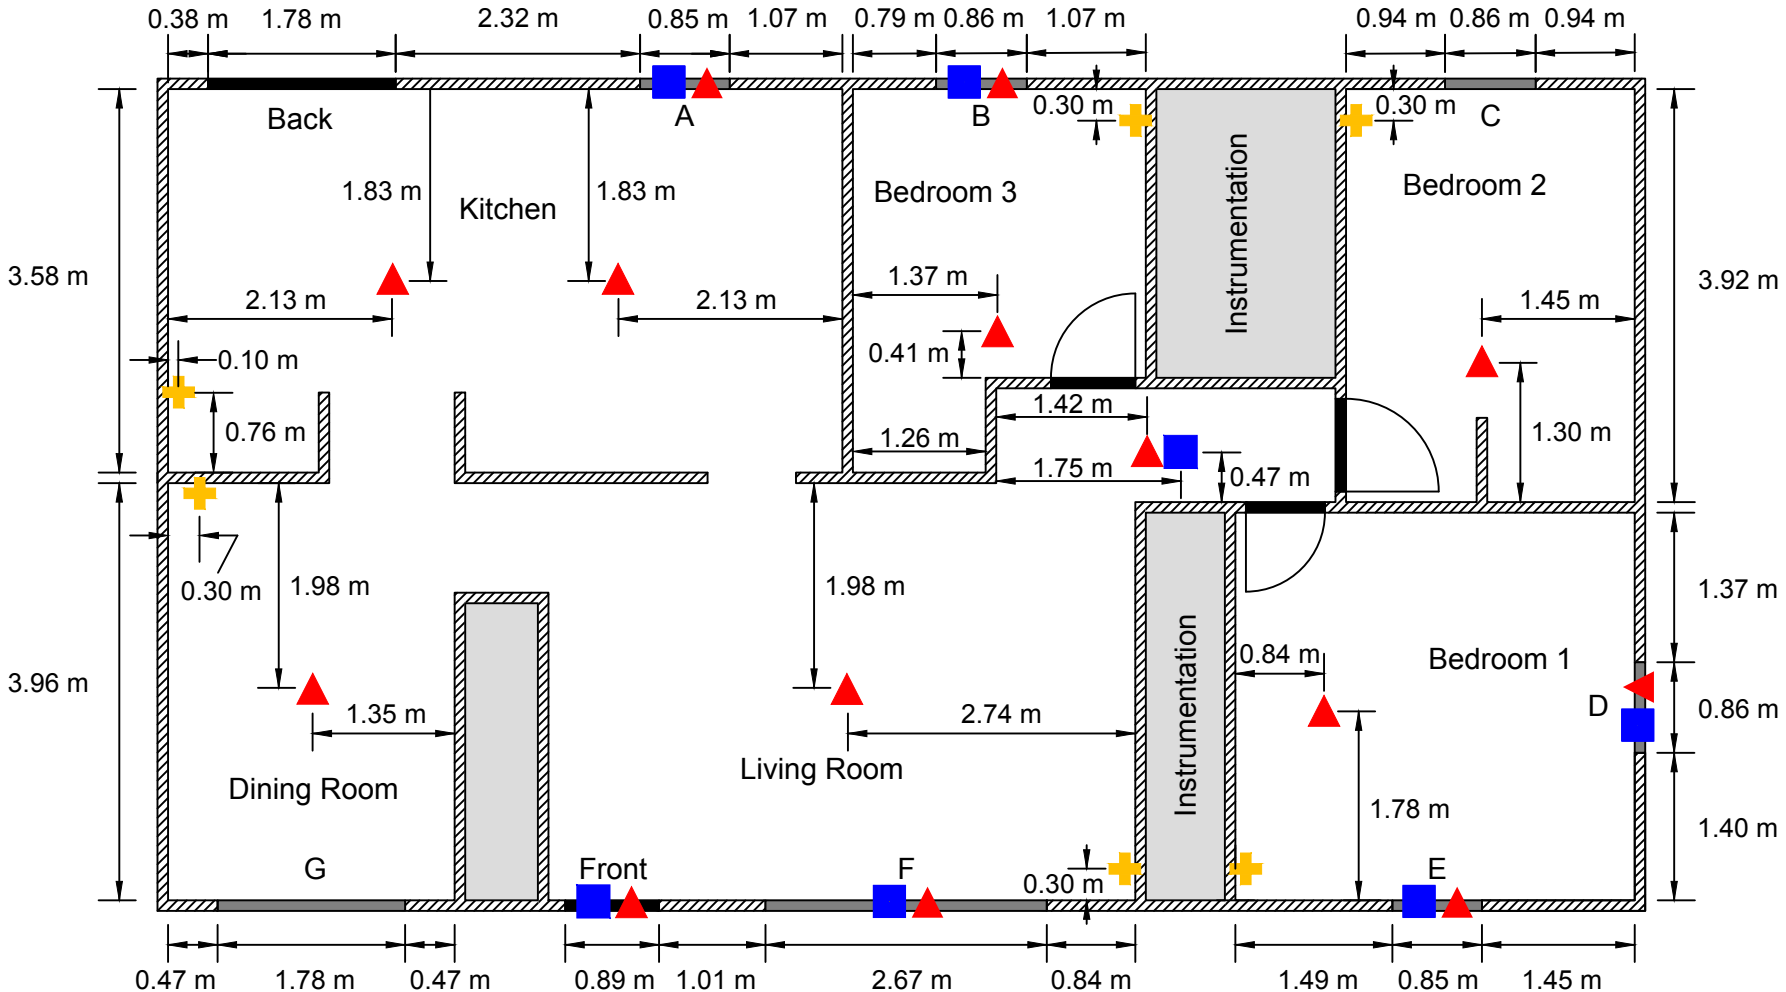 0.38 m 1.78 m 2.32 m 0.85 m 1.07 m 0.79 m 0.86 m 1.07 m 0.94 m 0.86 m 0.94 m
Back
A
B
C
0.30 m
0.30 m
1.83 m
Kitchen
1.83 m
Bedroom 3
Instrumentation
Bedroom 2
3.58 m
3.92 m
2.13 m
2.13 m
1.37 m
1.45 m
0.10 m
0.41 m
0.76 m
1.42 m
1.26 m
1.75 m
0.47 m
1.30 m
0.30 m
1.98 m
1.98 m
1.37 m
3.96 m
Instrumentation
0.84 m
Bedroom 1
D
0.86 m
1.35 m
2.74 m
Dining Room
Living Room
1.78 m
1.40 m
G
Front
F
0.30 m
E
0.47 m 1.78 m 0.47 m 0.89 m 1.01 m 2.67 m 0.84 m 1.49 m 0.85 m 1.45 m